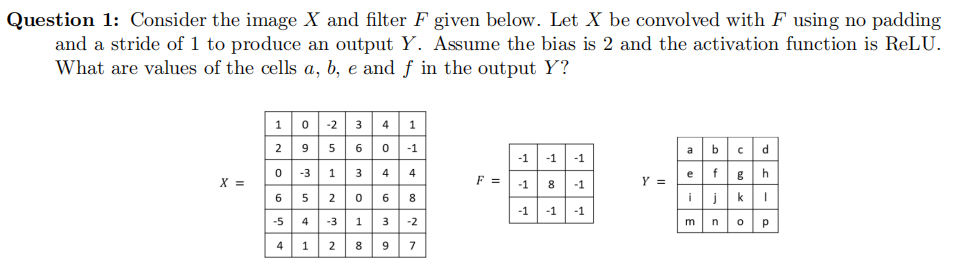 Question 1: Consider the image X and filter F given below. Let X be convolved with F using no padding
and a stride of 1 to produce an output Y. Assume the bias is 2 and the activation function is ReLU.
What are values of the cells a, b, e and f in the output Y?
X =
1 0 -2 3 4 1
2 9 5 6 0 -1
0 -3 1 3 4 4
6 5 2 0 6 8
-5 4 -3 1 3 -2
4 1 2 8 9 7
F =
-1 -1 -1
-1 8 -1
-1 -1 -1
Y =
a b c d
e f g h
i j k l
m n o p